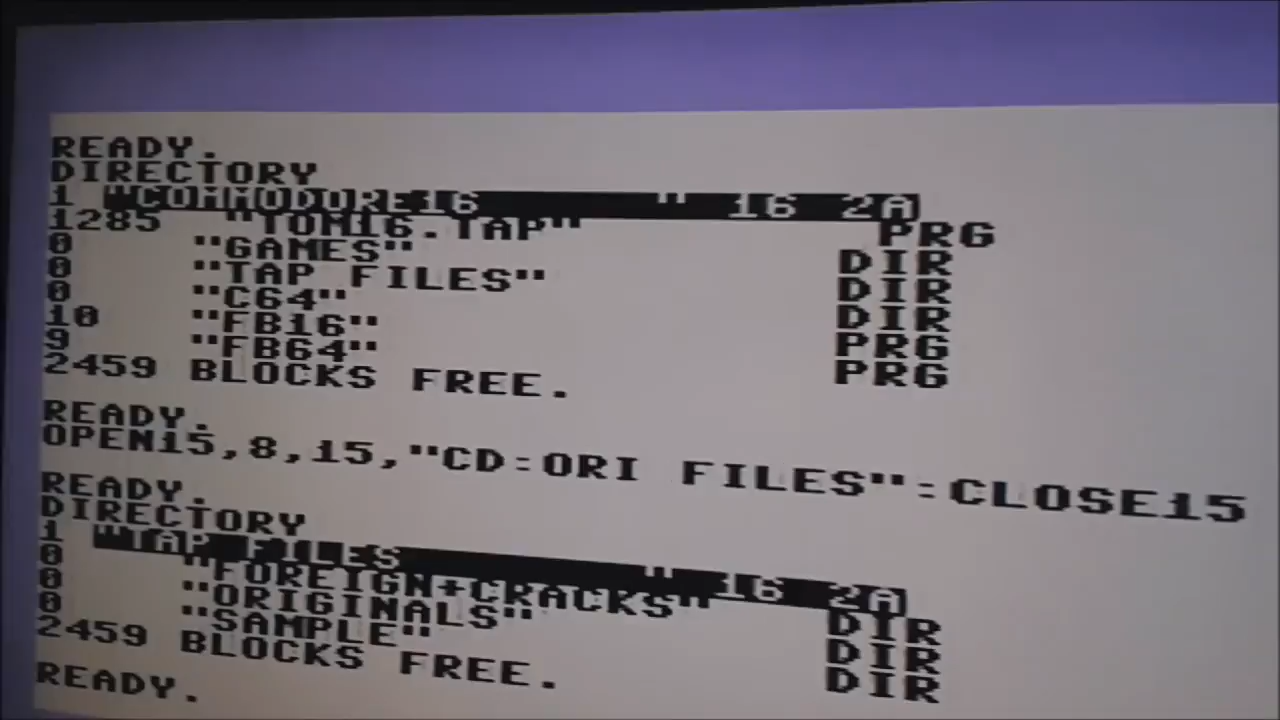 READY.
DIRECTORY
1 "COMMODORE16 " 16 2A
1285 "TOM16.TAP" PRG
0 "GAMES" DIR
0 "TAP FILES" DIR
0 "C64" DIR
10 "FB16" PRG
9 "FB64" PRG
2459 BLOCKS FREE.
READY.
OPEN15,8,15,"CD:ORI FILES":CLOSE15
READY.
DIRECTORY
1 "TAP FILES " 16 2A
0 "FOREIGN+CRACKS" DIR
0 "ORIGINALS" DIR
0 "SAMPLE" DIR
2459 BLOCKS FREE.
READY.